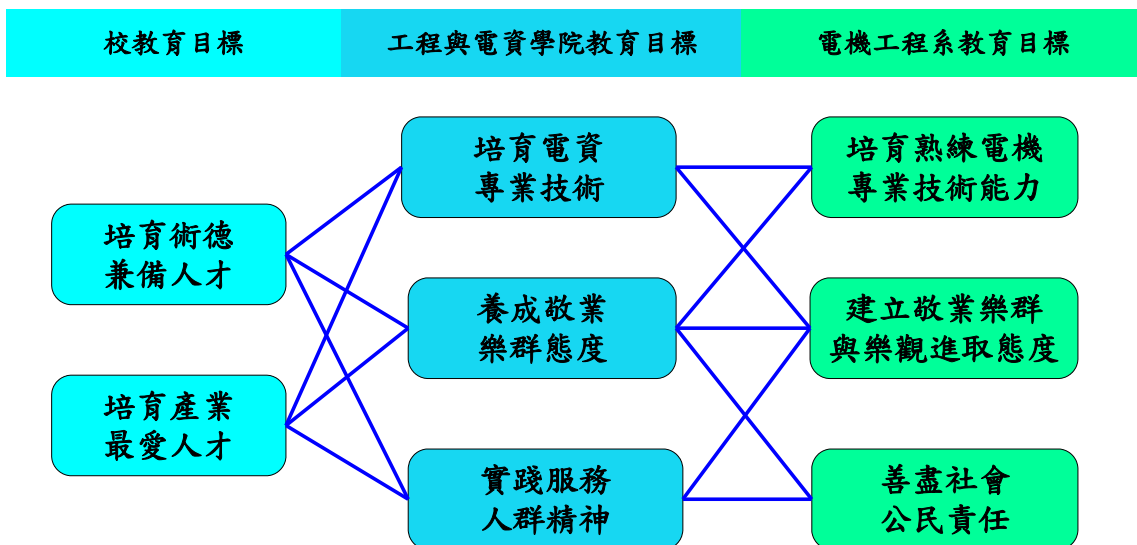 校教育目標
工程與電資學院教育目標
電機工程系教育目標
培育術德
兼備人才
培育產業
最愛人才
培育電資
專業技術
養成敬業
樂群態度
實踐服務
人群精神
培育熟練電機
專業技術能力
建立敬業樂群
與樂觀進取態度
善盡社會
公民責任